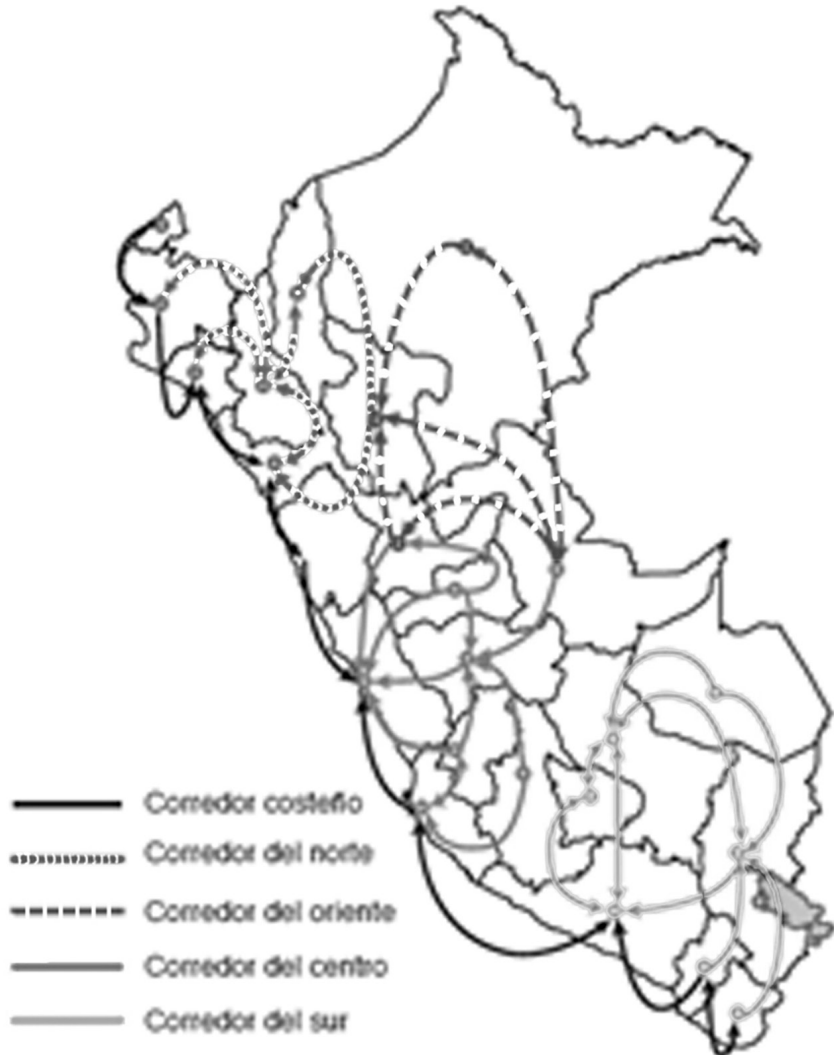 Corredor costeño
Corredor del norte
Corredor del oriente
Corredor del centro
Corredor del sur